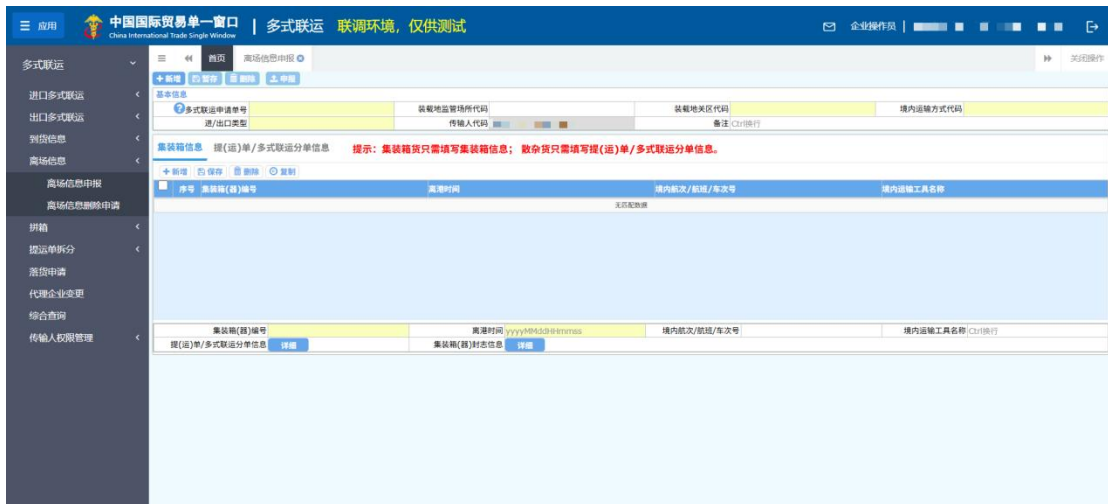 应用 中国国际贸易单一窗口 China International Trade Single Window | 多式联运 联调环境，仅供测试 企业操作员 |
多式联运 首页 离场信息申报 关闭操作
新增 暂存 删除 申报
进口多式联运
出口多式联运
到货信息
离场信息
离场信息申报
离场信息删除申请
拼箱
提运单拆分
落货申请
代理企业变更
综合查询
传输人权限管理
基本信息
多式联运申请单号 装载地监管场所代码 装载地关区代码 境内运输方式代码
进/出口类型 传输人代码 备注 Ctrl换行
集装箱信息 提(运)单/多式联运分单信息 提示：集装箱货只需填写集装箱信息； 散杂货只需填写提(运)单/多式联运分单信息。
新增 保存 删除 复制
序号 集装箱(器)编号 离港时间 境内航次/航班/车次号 境内运输工具名称
无匹配数据
集装箱(器)编号 离港时间 yyyyMMddHHmmss 境内航次/航班/车次号 境内运输工具名称 Ctrl换行
提(运)单/多式联运分单信息 详细 集装箱(器)封志信息 详细